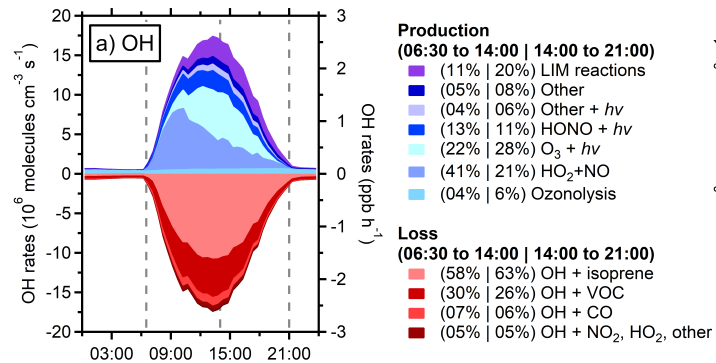 a) OH
OH rates (10⁶ molecules cm⁻³ s⁻¹)
20
15
10
5
0
-5
-10
-15
-20
3
2
1
0
-1
-2
-3
OH rates (ppb h⁻¹)
03:00 09:00 15:00 21:00
Production
(06:30 to 14:00 | 14:00 to 21:00)
(11% | 20%) LIM reactions
(05% | 08%) Other
(04% | 06%) Other + hv
(13% | 11%) HONO + hv
(22% | 28%) O₃ + hv
(41% | 21%) HO₂+NO
(04% | 6%) Ozonolysis
Loss
(06:30 to 14:00 | 14:00 to 21:00)
(58% | 63%) OH + isoprene
(30% | 26%) OH + VOC
(07% | 06%) OH + CO
(05% | 05%) OH + NO₂, HO₂, other